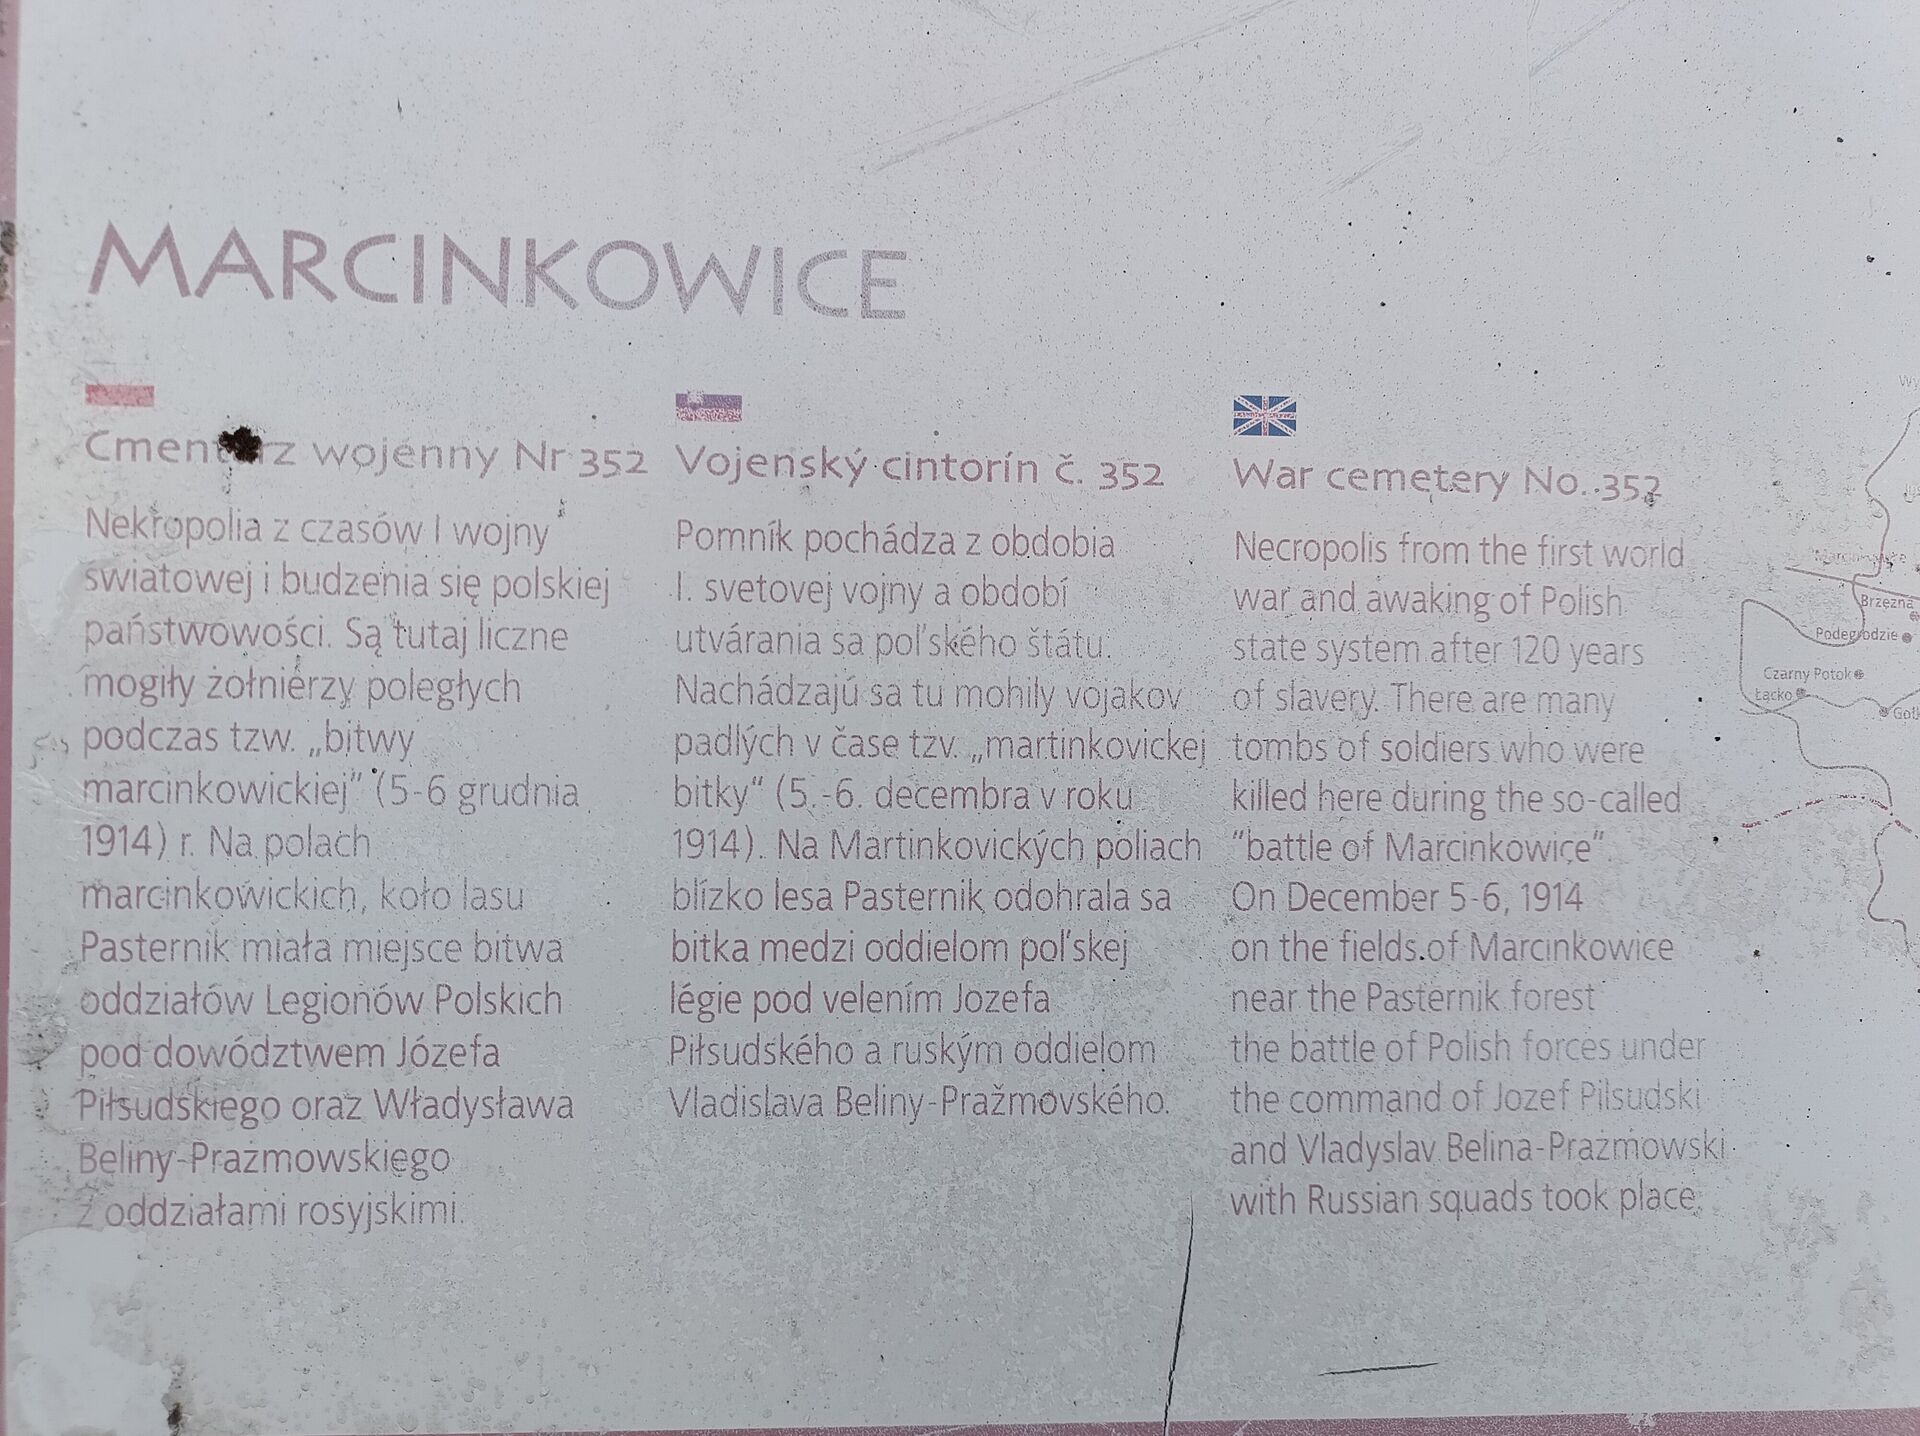 MARCINKOWICE
Cmentarz wojenny Nr 352
Nekropolia z czasów I wojny
światowej i budzenia się polskiej
państwowości. Są tutaj liczne
mogiły żołnierzy poległych
podczas tzw. „bitwy
marcinkowickiej” (5-6 grudnia
1914) r. Na polach
marcinkowickich, koło lasu
Pasternik miała miejsce bitwa
oddziałów Legionów Polskich
pod dowództwem Józefa
Piłsudskiego oraz Władysława
Beliny-Prażmowskiego
z oddziałami rosyjskimi.
Vojenský cintorín č. 352
Pomník pochádza z obdobia
I. svetovej vojny a období
utvárania sa poľského štátu.
Nachádzajú sa tu mohily vojakov
padlých v čase tzv. „martinkovickej
bitky“ (5.-6. decembra v roku
1914). Na Martinkovických poliach
blízko lesa Pasternik odohrala sa
bitka medzi oddielom poľskej
légie pod velením Jozefa
Piłsudského a ruským oddielom
Vladislava Beliny-Pražmovského.
War cemetery No. 352
Necropolis from the first world
war and awaking of Polish
state system after 120 years
of slavery. There are many
tombs of soldiers who were
killed here during the so-called
“battle of Marcinkowice”.
On December 5-6, 1914
on the fields of Marcinkowice
near the Pasternik forest
the battle of Polish forces under
the command of Jozef Pilsudski
and Vladyslav Belina-Prazmowski
with Russian squads took place.
Marcinkowice
Brzezna
Podegrodzie
Czarny Potok
Łącko